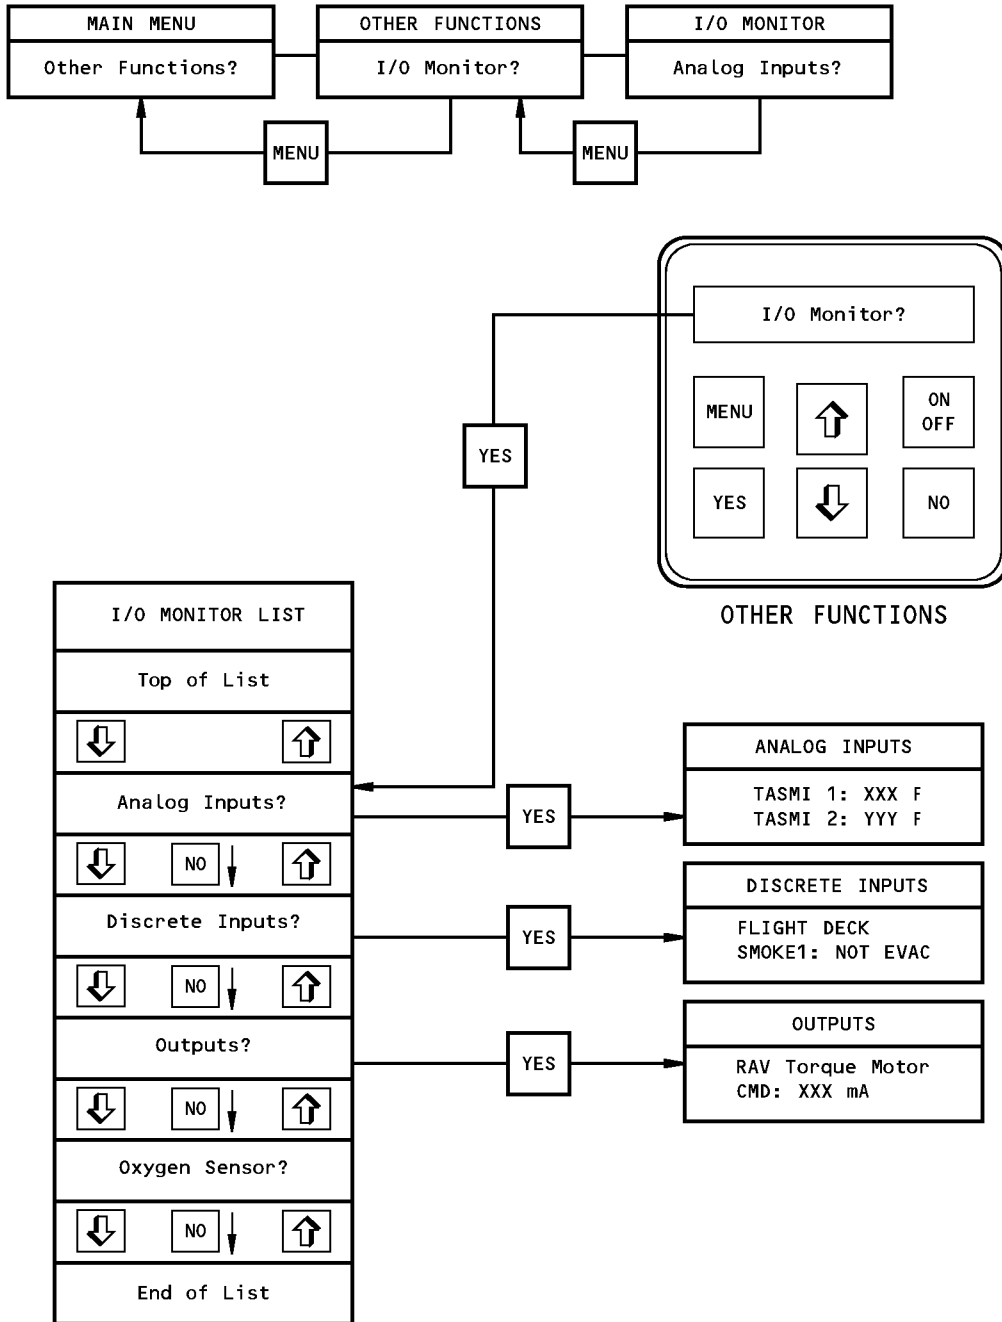 MAIN MENU
Other Functions?
OTHER FUNCTIONS
I/O Monitor?
I/O MONITOR
Analog Inputs?
MENU
MENU
I/O Monitor?
MENU
ON
OFF
YES
NO
OTHER FUNCTIONS
YES
I/O MONITOR LIST
Top of List
Analog Inputs?
NO
Discrete Inputs?
NO
Outputs?
NO
Oxygen Sensor?
NO
End of List
YES
ANALOG INPUTS
TASMI 1: XXX F
TASMI 2: YYY F
YES
DISCRETE INPUTS
FLIGHT DECK
SMOKE1: NOT EVAC
YES
OUTPUTS
RAV Torque Motor
CMD: XXX mA